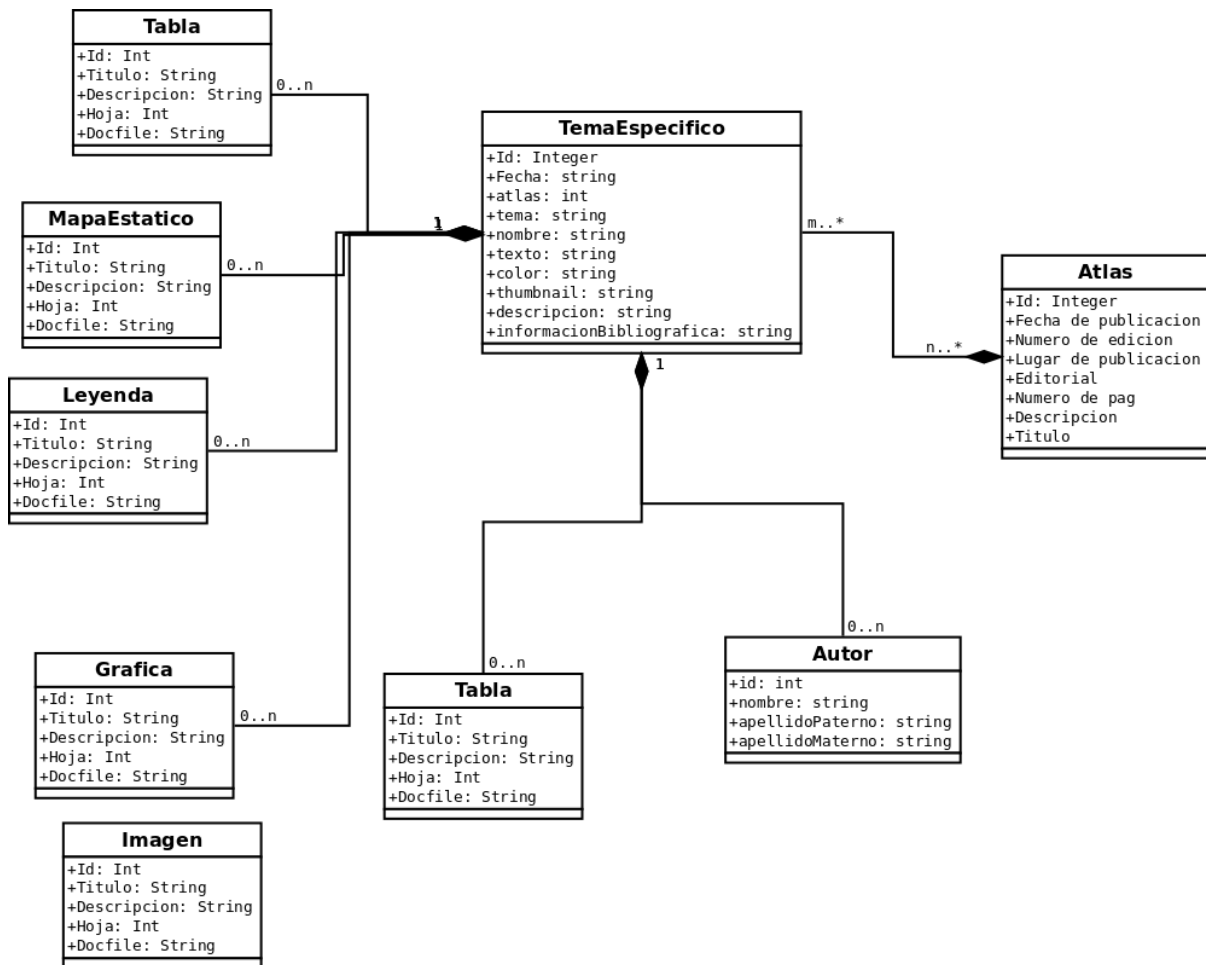 Tabla
+Id: Int
+Titulo: String
+Descripcion: String
+Hoja: Int
+Docfile: String
0..n
MapaEstatico
+Id: Int
+Titulo: String
+Descripcion: String
+Hoja: Int
+Docfile: String
0..n
Leyenda
+Id: Int
+Titulo: String
+Descripcion: String
+Hoja: Int
+Docfile: String
0..n
Grafica
+Id: Int
+Titulo: String
+Descripcion: String
+Hoja: Int
+Docfile: String
0..n
Imagen
+Id: Int
+Titulo: String
+Descripcion: String
+Hoja: Int
+Docfile: String
1
TemaEspecifico
+Id: Integer
+Fecha: string
+atlas: int
+tema: string
+nombre: string
+texto: string
+color: string
+thumbnail: string
+descripcion: string
+informacionBibliografica: string
1
m..*
n..*
Atlas
+Id: Integer
+Fecha de publicacion
+Numero de edicion
+Lugar de publicacion
+Editorial
+Numero de pag
+Descripcion
+Titulo
0..n
Tabla
+Id: Int
+Titulo: String
+Descripcion: String
+Hoja: Int
+Docfile: String
0..n
Autor
+id: int
+nombre: string
+apellidoPaterno: string
+apellidoMaterno: string